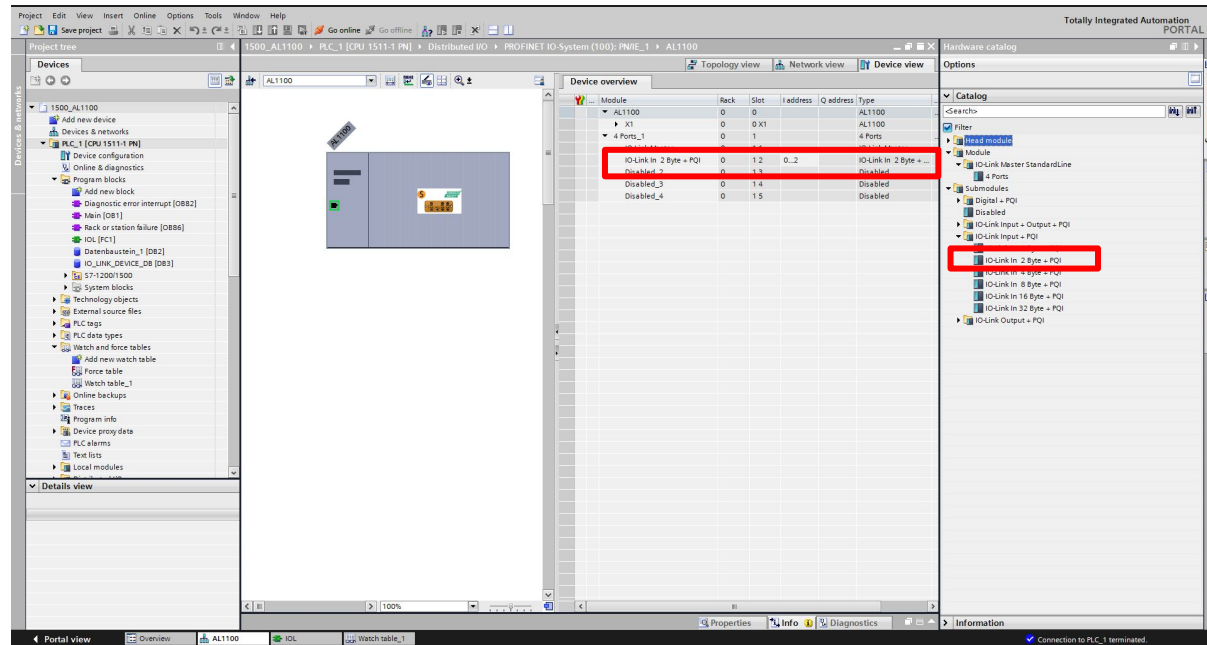 Project Edit View Insert Online Options Tools Window Help
Totally Integrated Automation
PORTAL
Save project
Go online
Go offline
Project tree
1500_AL1100 PLC_1 [CPU 1511-1 PN] Distributed I/O PROFINET IO-System (100): PN/IE_1 AL1100
Hardware catalog
Devices
Topology view Network view Device view
Options
AL1100
Device overview
Catalog
<Search>
Filter
Devices & networks
1500_AL1100
Add new device
Devices & networks
PLC_1 [CPU 1511-1 PN]
Device configuration
Online & diagnostics
Program blocks
Add new block
Diagnostic error interrupt [OB82]
Main [OB1]
Rack or station failure [OB86]
IOL [FC1]
Datenbaustein_1 [DB2]
IO_LINK_DEVICE_DB [DB3]
S7-1200/1500
System blocks
Technology objects
External source files
PLC tags
PLC data types
Watch and force tables
Add new watch table
Force table
Watch table_1
Online backups
Traces
Program info
Device proxy data
PLC alarms
Text lists
Local modules
Details view
AL1100
100%
... Module Rack Slot I address Q address Type
AL1100 0 0 AL1100
X1 0 0 X1 AL1100
4 Ports_1 0 1 4 Ports
IO-Link In 2 Byte + PQI 0 1 2 0...2 IO-Link In 2 Byte + ...
Disabled_2 0 1 3 Disabled
Disabled_3 0 1 4 Disabled
Disabled_4 0 1 5 Disabled
Head module
Module
IO-Link Master StandardLine
4 Ports
Submodules
Digital + PQI
Disabled
IO-Link Input + Output + PQI
IO-Link Input + PQI
IO-Link In 2 Byte + PQI
IO-Link In 4 Byte + PQI
IO-Link In 8 Byte + PQI
IO-Link In 16 Byte + PQI
IO-Link In 32 Byte + PQI
IO-Link Output + PQI
Properties Info Diagnostics
Information
Portal view Overview AL1100 IOL Watch table_1
Connection to PLC_1 terminated.